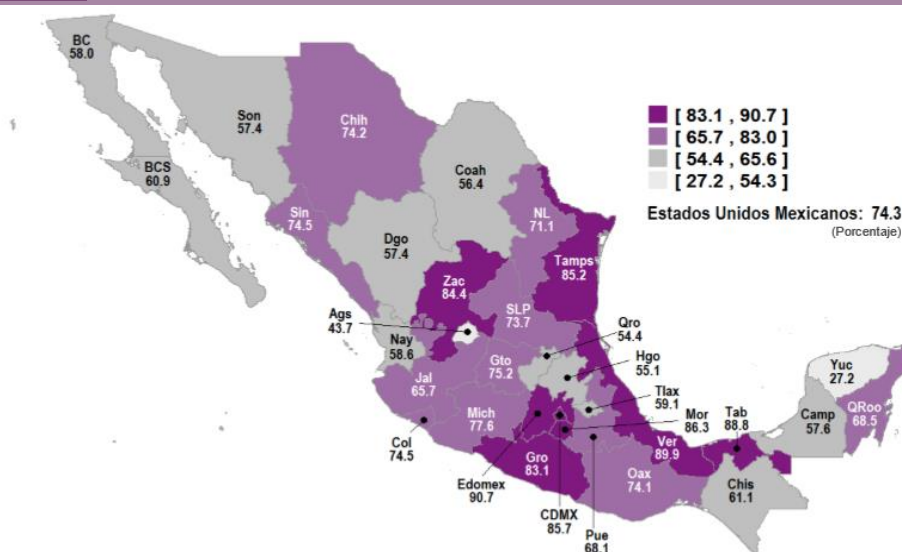 BC
58.0
Son
57.4
Chih
74.2
[ 83.1 , 90.7 ]
[ 65.7 , 83.0 ]
[ 54.4 , 65.6 ]
[ 27.2 , 54.3 ]
Estados Unidos Mexicanos: 74.3
(Porcentaje)
BCS
60.9
Coah
56.4
Sin
74.5
NL
71.1
Dgo
57.4
Tamps
85.2
Zac
84.4
SLP
73.7
Ags
43.7
Nay
58.6
Qro
54.4
Hgo
55.1
Gto
75.2
Yuc
27.2
Jal
65.7
Tlax
59.1
QRoo
68.5
Mich
77.6
Mor
86.3
Tab
88.8
Camp
57.6
Col
74.5
Ver
89.9
Gro
83.1
Edomex
90.7
Oax
74.1
Chis
61.1
CDMX
85.7
Pue
68.1